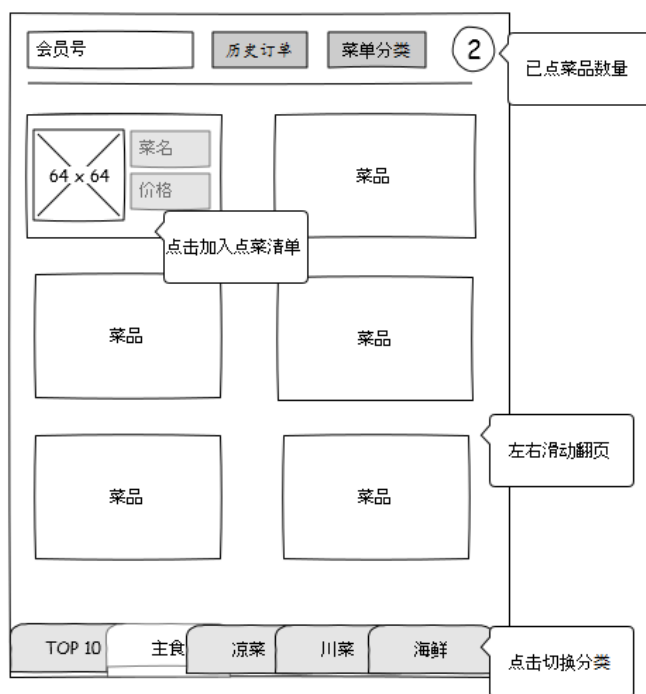 会员号
历史订单
菜单分类
2
已点菜品数量
64 x 64
菜名
价格
菜品
点击加入点菜清单
菜品
菜品
左右滑动翻页
菜品
菜品
TOP 10
主食
凉菜
川菜
海鲜
点击切换分类